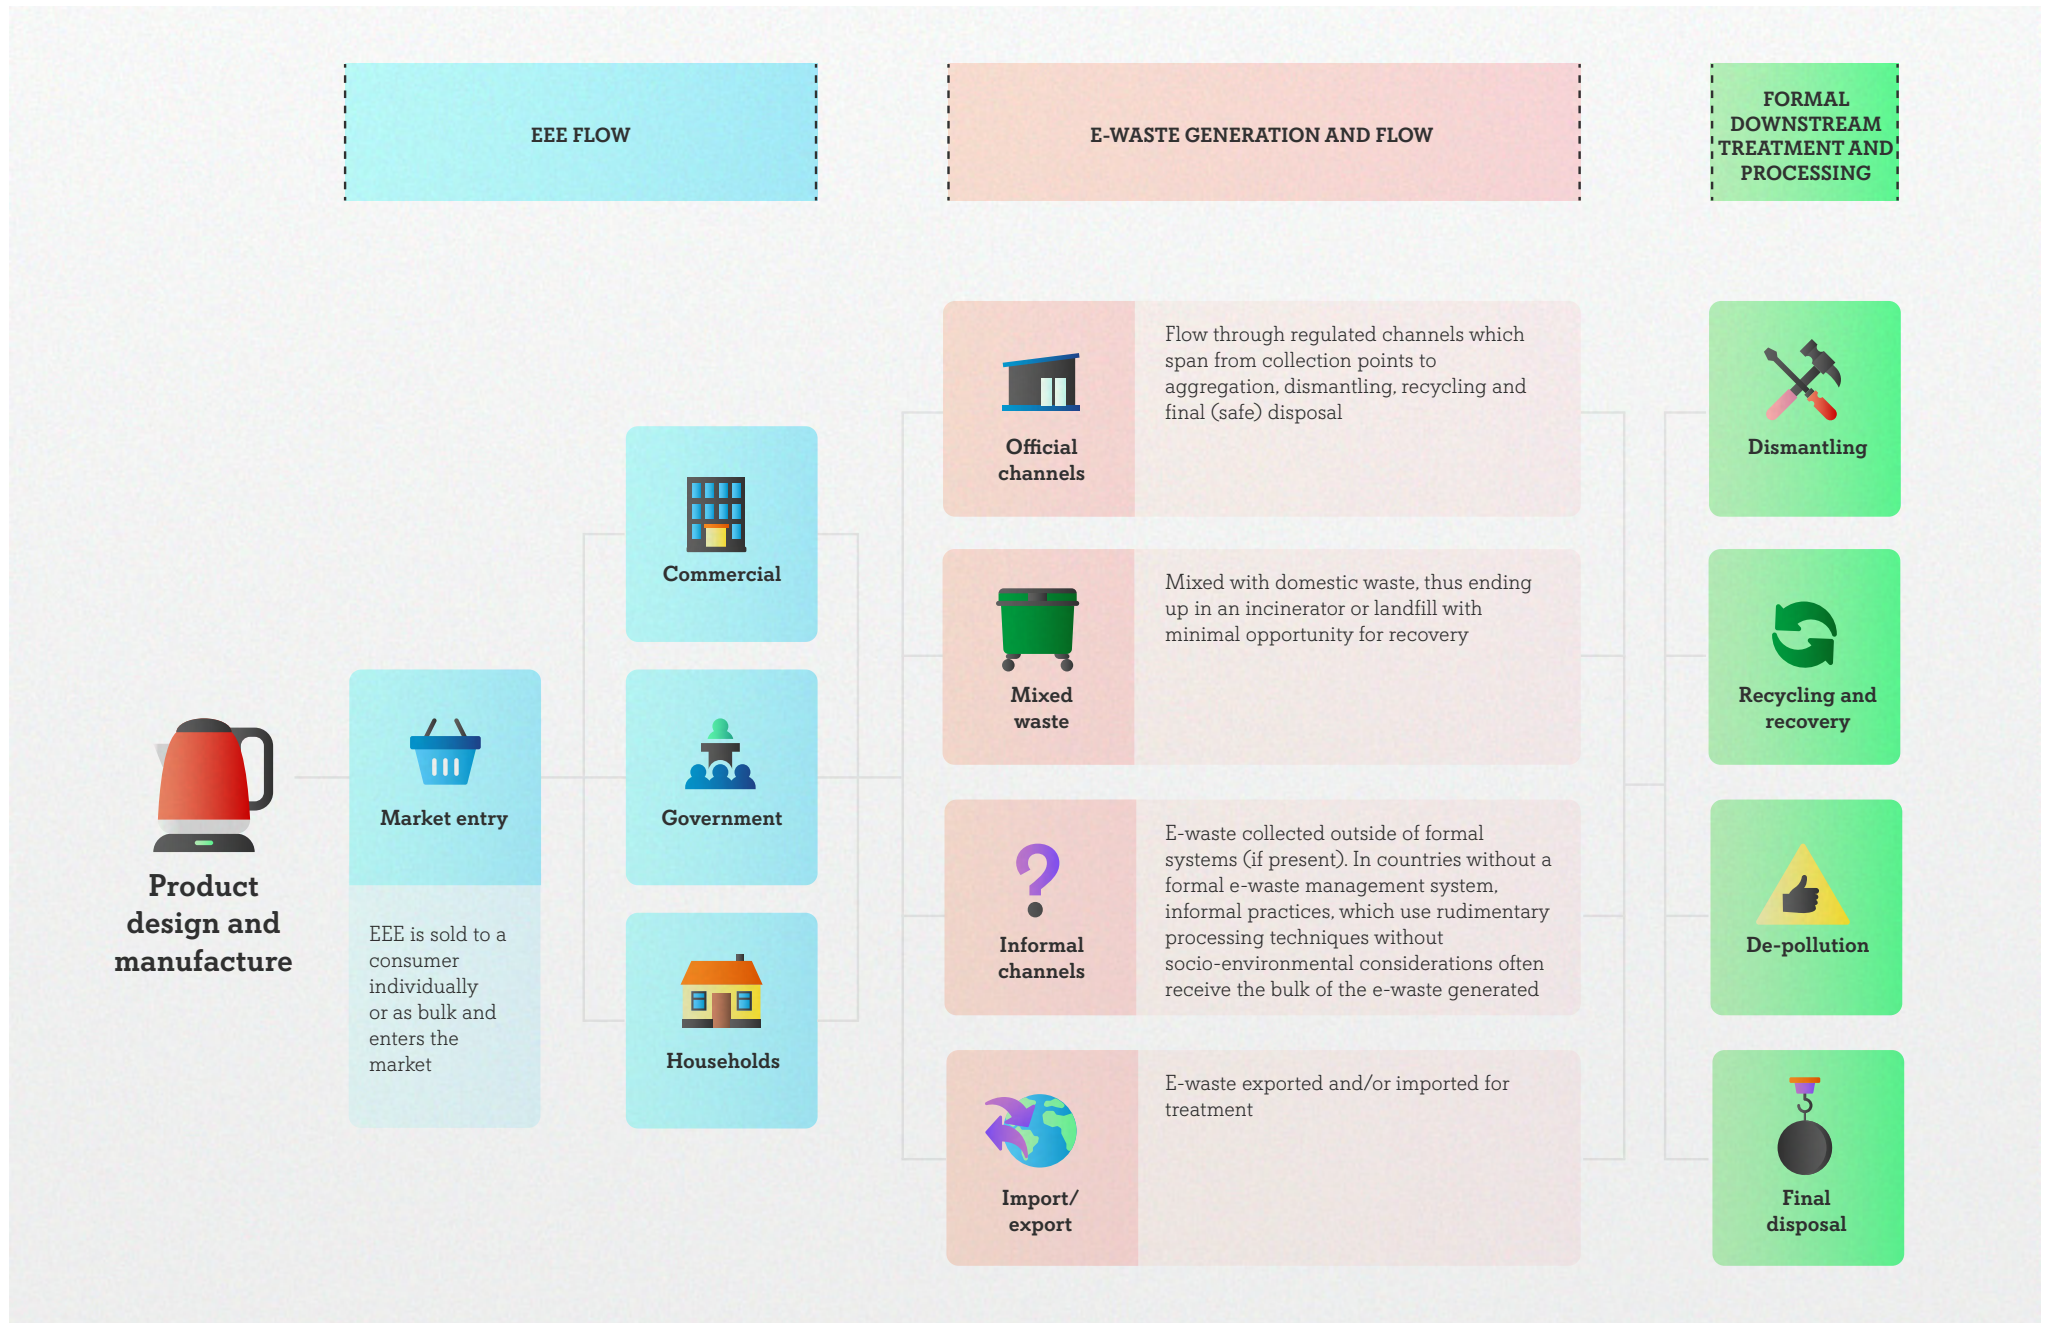 EEE FLOW
E-WASTE GENERATION AND FLOW
FORMAL
DOWNSTREAM
TREATMENT AND
PROCESSING
Product
design and
manufacture
Market entry
EEE is sold to a
consumer
individually
or as bulk and
enters the
market
Commercial
Government
Households
Official
channels
Flow through regulated channels which
span from collection points to
aggregation, dismantling, recycling and
final (safe) disposal
Mixed
waste
Mixed with domestic waste, thus ending
up in an incinerator or landfill with
minimal opportunity for recovery
Informal
channels
E-waste collected outside of formal
systems (if present). In countries without a
formal e-waste management system,
informal practices, which use rudimentary
processing techniques without
socio-environmental considerations often
receive the bulk of the e-waste generated
Import/
export
E-waste exported and/or imported for
treatment
Dismantling
Recycling and
recovery
De-pollution
Final
disposal